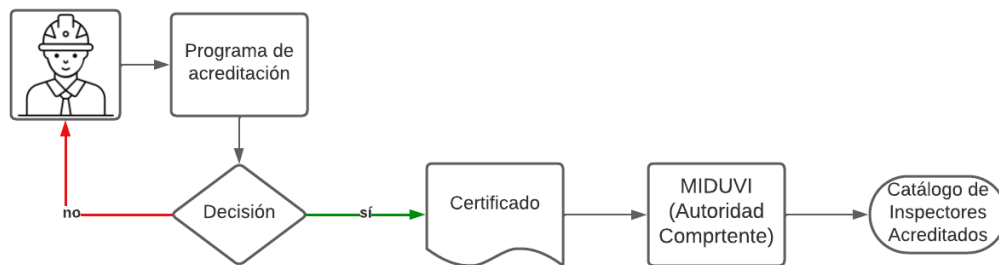 Programa de
acreditación
Decisión
no
sí
Certificado
MIDUVI
(Autoridad
Comprtente)
Catálogo de
Inspectores
Acreditados